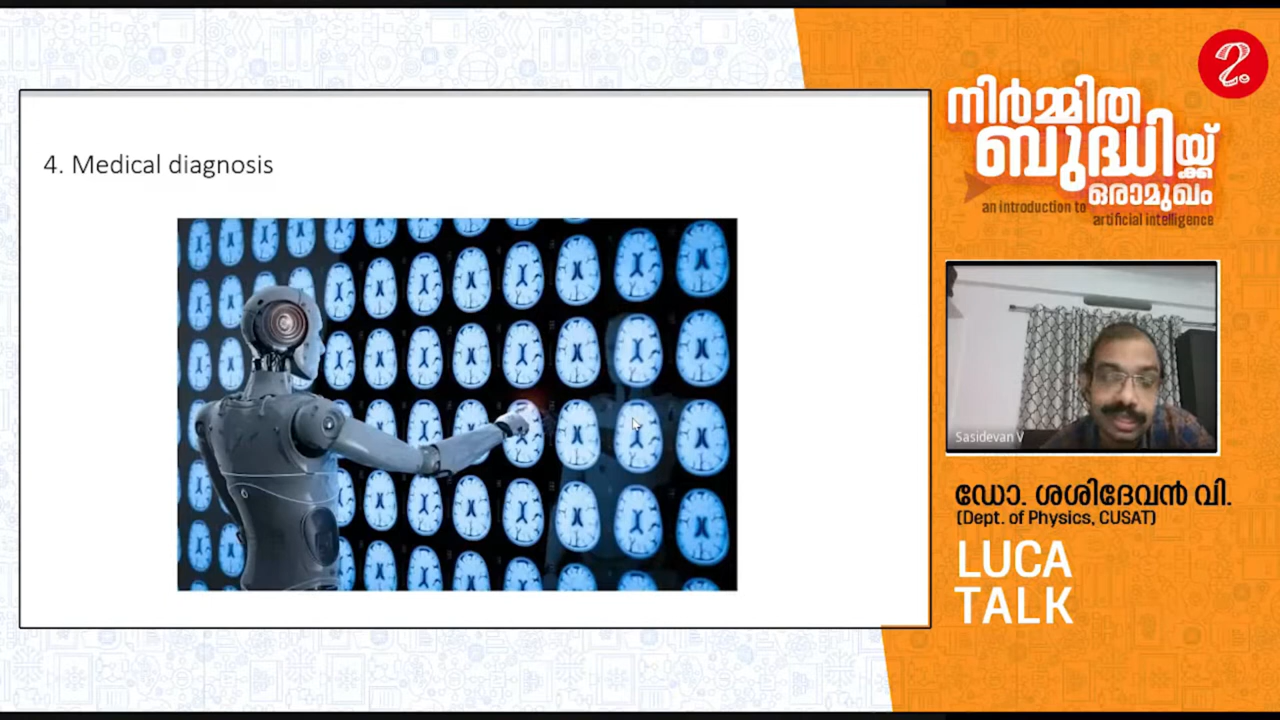 4. Medical diagnosis
നിർമ്മിത
ബുദ്ധിയ്ക്ക്
ഒരാമുഖം
an introduction to
artificial intelligence
Sasidevan V
ഡോ. ശശിദേവൻ വി.
(Dept. of Physics, CUSAT)
LUCA
TALK